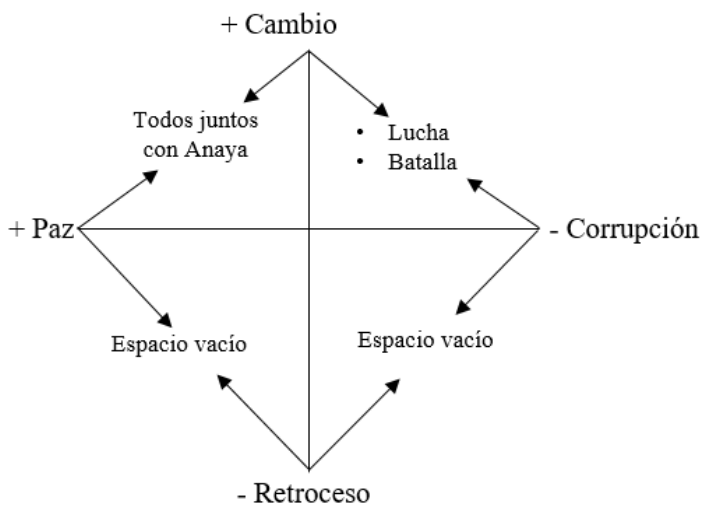 + Cambio
Todos juntos
con Anaya
• Lucha
• Batalla
+ Paz
- Corrupción
Espacio vacío
Espacio vacío
- Retroceso